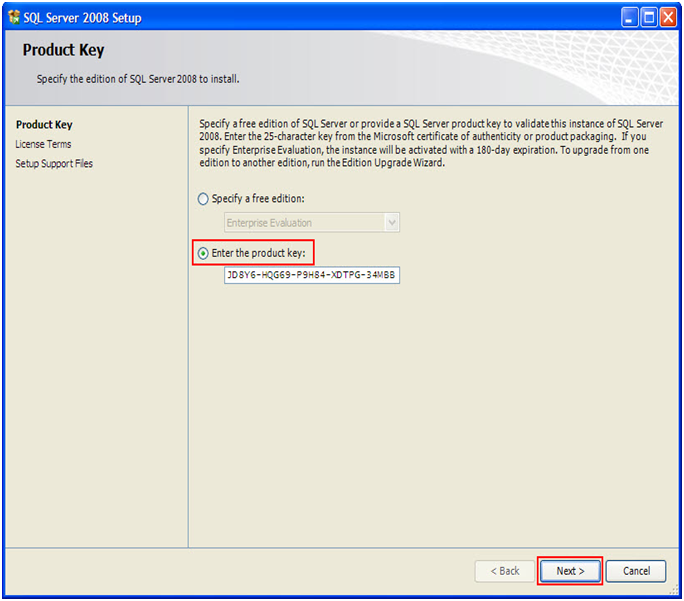 SQL Server 2008 Setup
Product Key
Specify the edition of SQL Server 2008 to install.
Product Key
License Terms
Setup Support Files
Specify a free edition of SQL Server or provide a SQL Server product key to validate this instance of SQL Server
2008. Enter the 25-character key from the Microsoft certificate of authenticity or product packaging. If you
specify Enterprise Evaluation, the instance will be activated with a 180-day expiration. To upgrade from one
edition to another edition, run the Edition Upgrade Wizard.
Specify a free edition:
Enterprise Evaluation
Enter the product key:
JD8Y6-HQG69-P9H84-XDTPG-34MBB
< Back
Next >
Cancel